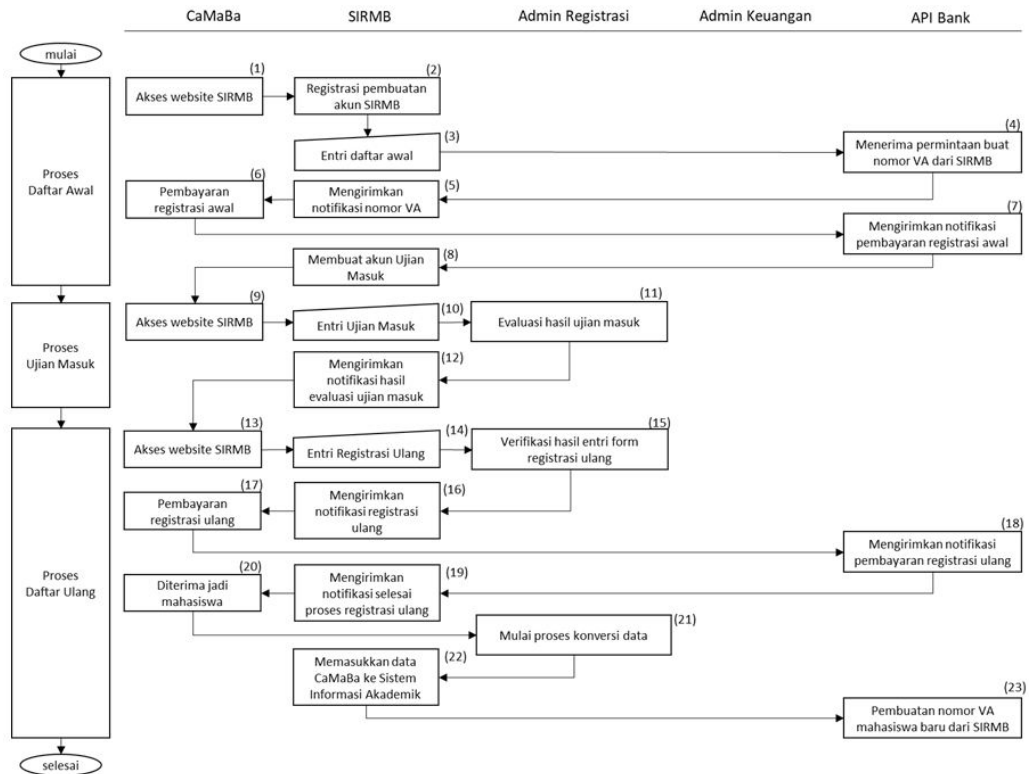 CaMaBa
SIRMB
Admin Registrasi
Admin Keuangan
API Bank
mulai
Proses
Daftar Awal
(1)
Akses website SIRMB
(2)
Registrasi pembuatan
akun SIRMB
(3)
Entri daftar awal
(4)
Menerima permintaan buat
nomor VA dari SIRMB
(5)
Mengirimkan
notifikasi nomor VA
(6)
Pembayaran
registrasi awal
(7)
Mengirimkan notifikasi
pembayaran registrasi awal
(8)
Membuat akun Ujian
Masuk
Proses
Ujian Masuk
(9)
Akses website SIRMB
(10)
Entri Ujian Masuk
(11)
Evaluasi hasil ujian masuk
(12)
Mengirimkan
notifikasi hasil
evaluasi ujian masuk
Proses
Daftar Ulang
(13)
Akses website SIRMB
(14)
Entri Registrasi Ulang
(15)
Verifikasi hasil entri form
registrasi ulang
(16)
Mengirimkan
notifikasi registrasi
ulang
(17)
Pembayaran
registrasi ulang
(18)
Mengirimkan notifikasi
pembayaran registrasi ulang
(19)
Mengirimkan
notifikasi selesai
proses registrasi ulang
(20)
Diterima jadi
mahasiswa
(21)
Mulai proses konversi data
(22)
Memasukkan data
CaMaBa ke Sistem
Informasi Akademik
(23)
Pembuatan nomor VA
mahasiswa baru dari SIRMB
selesai